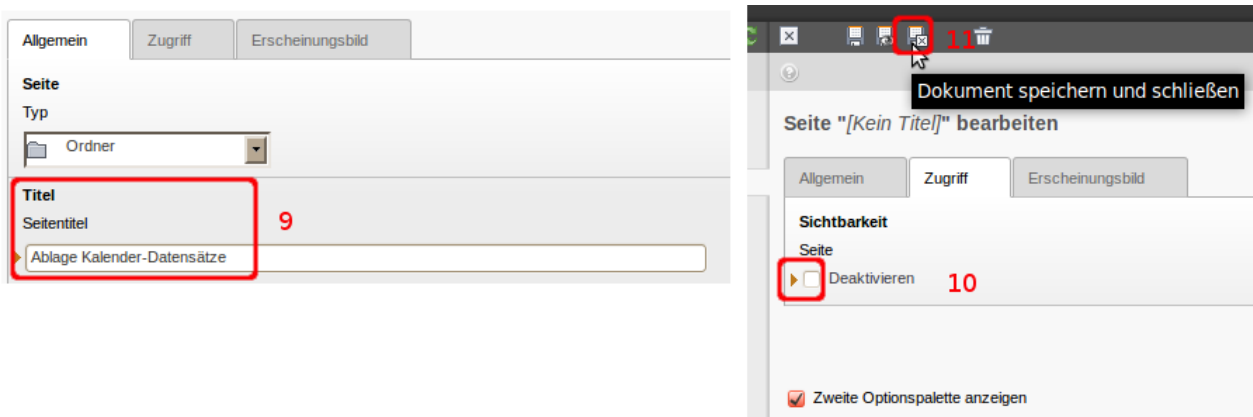 Allgemein Zugriff Erscheinungsbild
Seite
Typ
Ordner
Titel
Seitentitel
9
Ablage Kalender-Datensätze
11
Dokument speichern und schließen
Seite "[Kein Titel]" bearbeiten
Allgemein Zugriff Erscheinungsbild
Sichtbarkeit
Seite
Deaktivieren 10
Zweite Optionspalette anzeigen